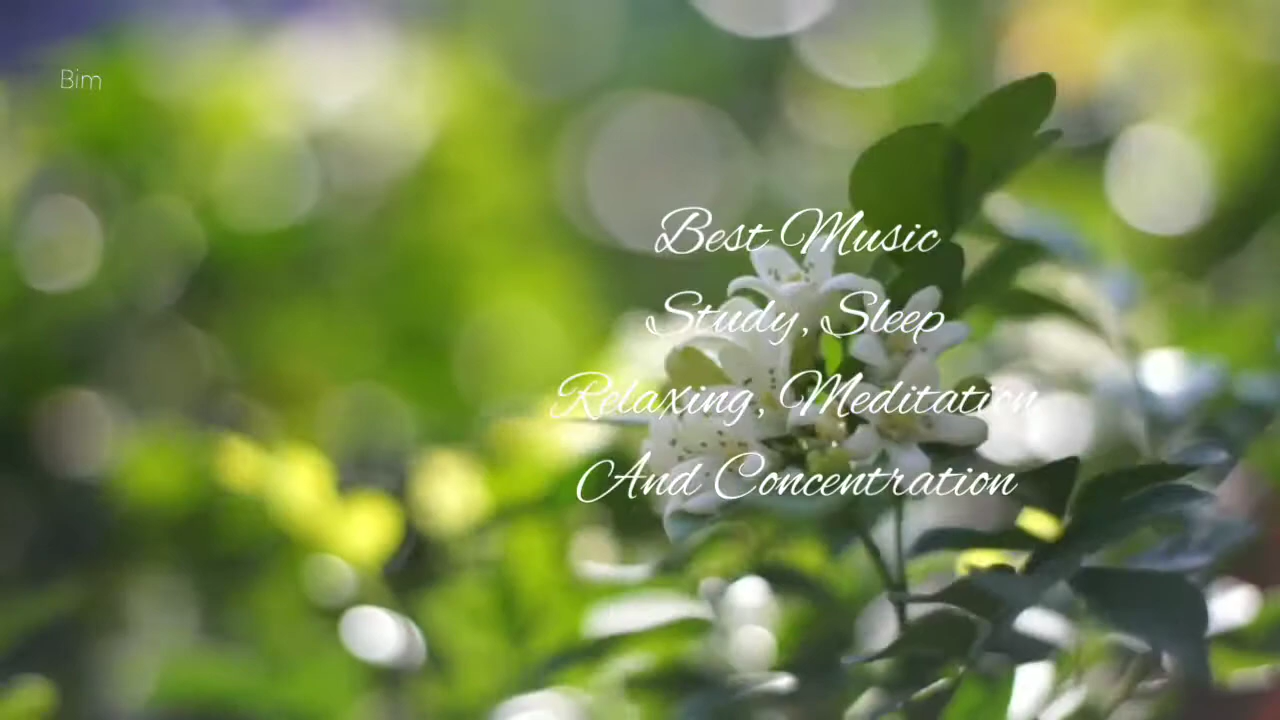 Bim
Best Music
Study, Sleep
Relaxing, Meditation
And Concentration